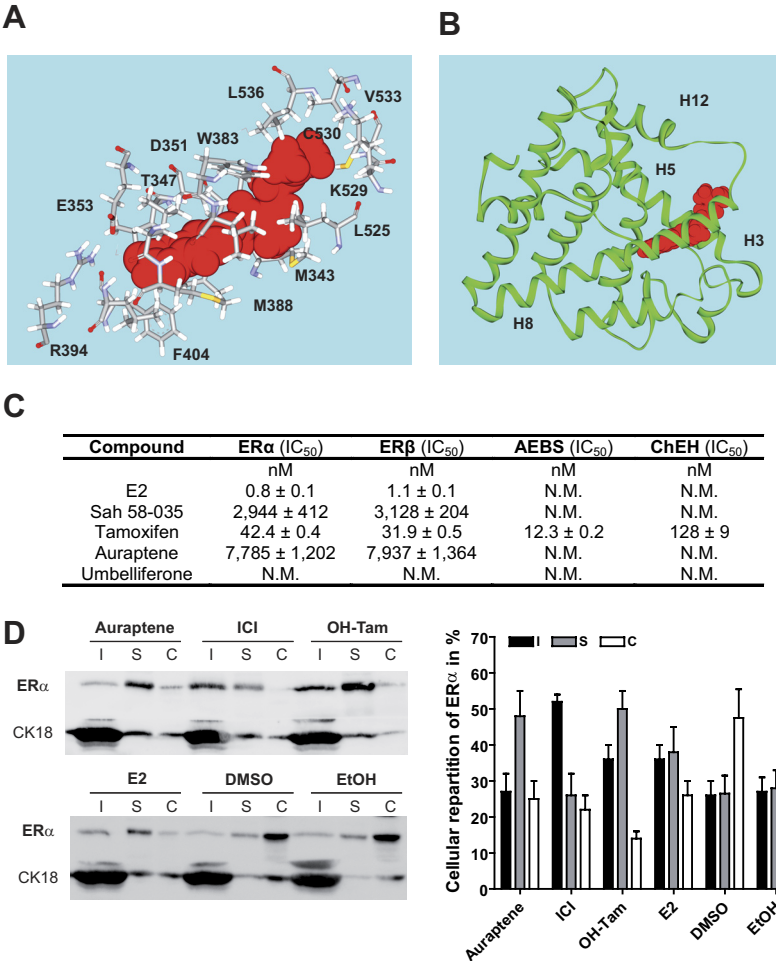 A
L536
V533
C530
D351
W383
T347
K529
E353
L525
M343
M388
R394
F404
B
H12
H5
H3
H8
C
Compound ERα (IC50) ERβ (IC50) AEBS (IC50) ChEH (IC50)
nM nM nM nM
E2 0.8 ± 0.1 1.1 ± 0.1 N.M. N.M.
Sah 58-035 2,944 ± 412 3,128 ± 204 N.M. N.M.
Tamoxifen 42.4 ± 0.4 31.9 ± 0.5 12.3 ± 0.2 128 ± 9
Auraptene 7,785 ± 1,202 7,937 ± 1,364 N.M. N.M.
Umbelliferone N.M. N.M. N.M. N.M.
D
Auraptene ICI OH-Tam
I S C I S C I S C
ERα
CK18
E2 DMSO EtOH
I S C I S C I S C
ERα
CK18
Cellular repartition of ERα in %
70
60
50
40
30
20
10
0
I S C
Auraptene
ICI
OH-Tam
E2
DMSO
EtOH